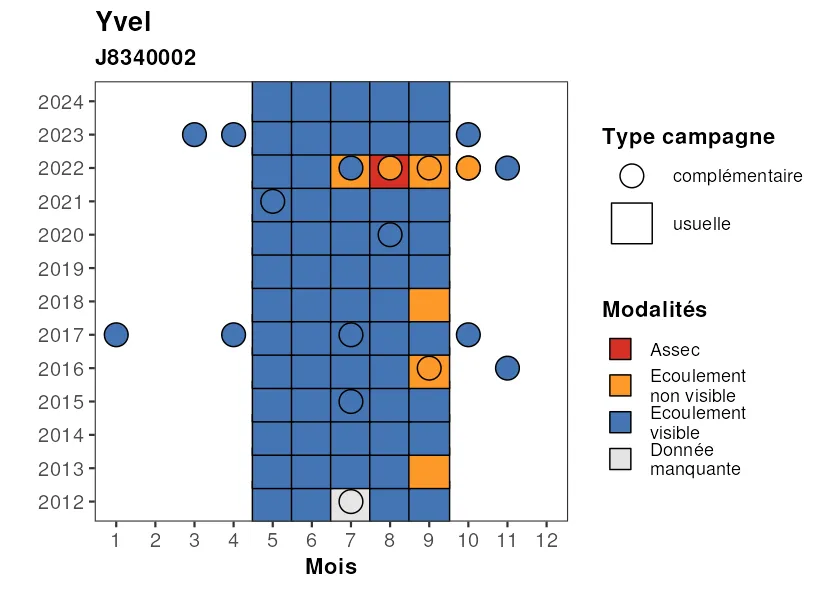 Yvel
J8340002
2024
2023
2022
2021
2020
2019
2018
2017
2016
2015
2014
2013
2012
1 2 3 4 5 6 7 8 9 10 11 12
Mois
Type campagne
complémentaire
usuelle
Modalités
Assec
Ecoulement
non visible
Ecoulement
visible
Donnée
manquante